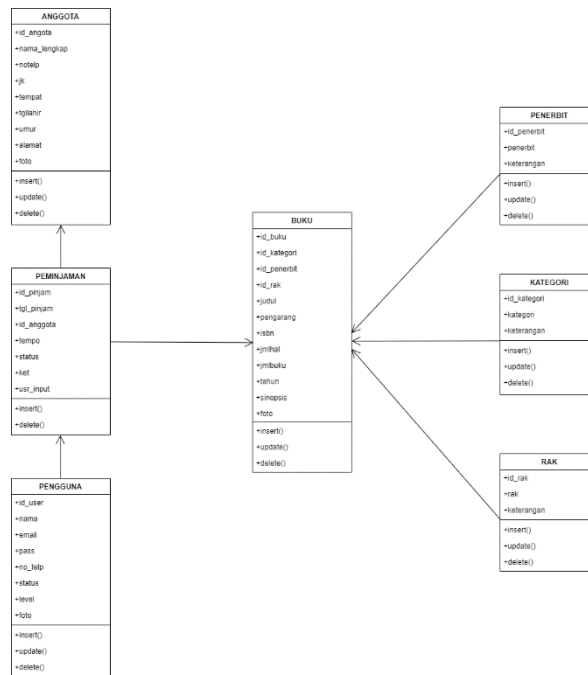 ANGGOTA
+id_angota
+nama_lengkap
+notelp
+jk
+tempat
+tgllahir
+umur
+alamat
+foto
+insert()
+update()
+delete()
PEMINJAMAN
+id_pinjam
+tgl_pinjam
+id_anggota
+tempo
+status
+ket
+usr_input
+insert()
+delete()
PENGGUNA
+id_user
+nama
+email
+pass
+no_telp
+status
+level
+foto
+insert()
+update()
+delete()
BUKU
+id_buku
+id_kategori
+id_penerbit
+id_rak
+judul
+pengarang
+isbn
+jmlhal
+jmlbuku
+tahun
+sinopsis
+foto
+insert()
+update()
+delete()
PENERBIT
+id_penerbit
+penerbit
+keterangan
+insert()
+update()
+delete()
KATEGORI
+id_kategori
+kategori
+keterangan
+insert()
+update()
+delete()
RAK
+id_rak
+rak
+keterangan
+insert()
+update()
+delete()